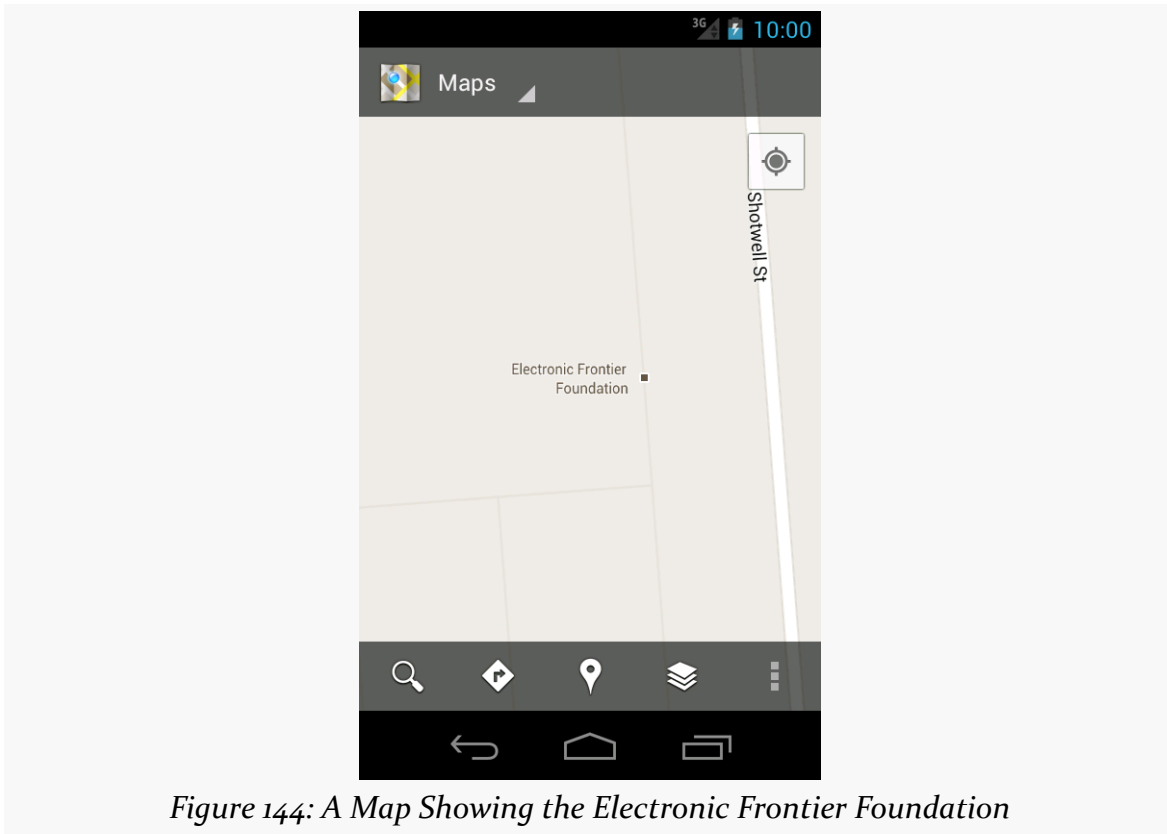 3G 10:00
Maps
Shotwell St
Electronic Frontier
Foundation
Figure 144: A Map Showing the Electronic Frontier Foundation